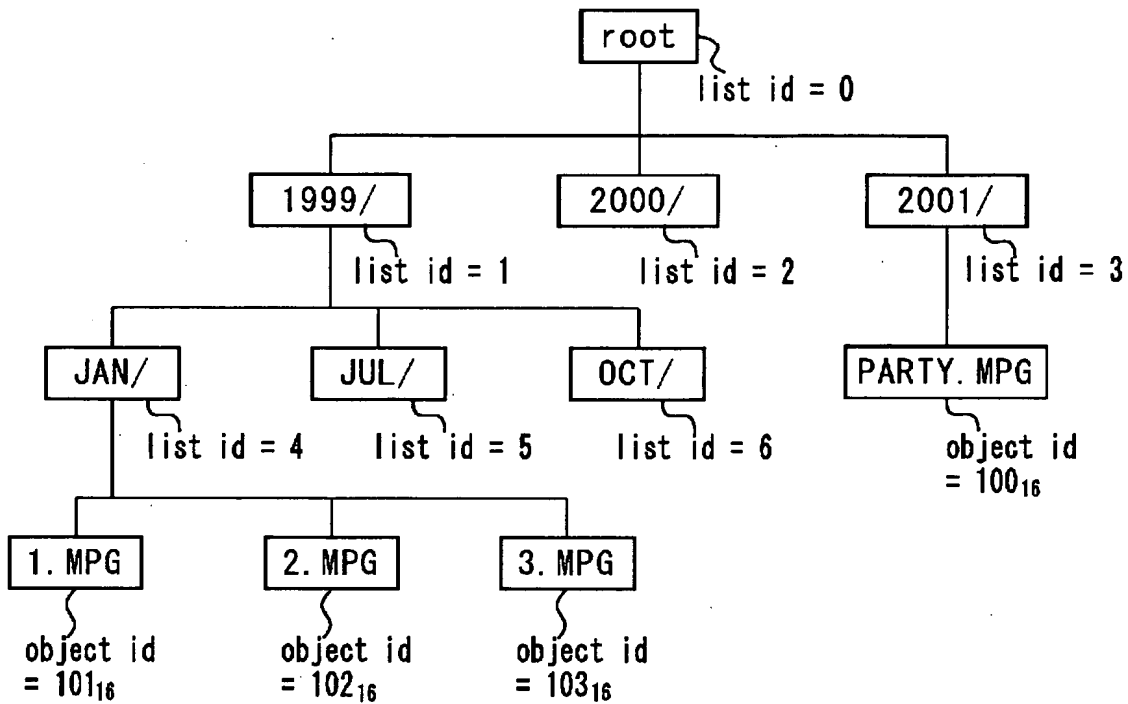 root
list id = 0
1999/
2000/
2001/
list id = 1
list id = 2
list id = 3
JAN/
JUL/
OCT/
PARTY.MPG
list id = 4
list id = 5
list id = 6
object id
= 100₁₆
1.MPG
2.MPG
3.MPG
object id
= 101₁₆
object id
= 102₁₆
object id
= 103₁₆